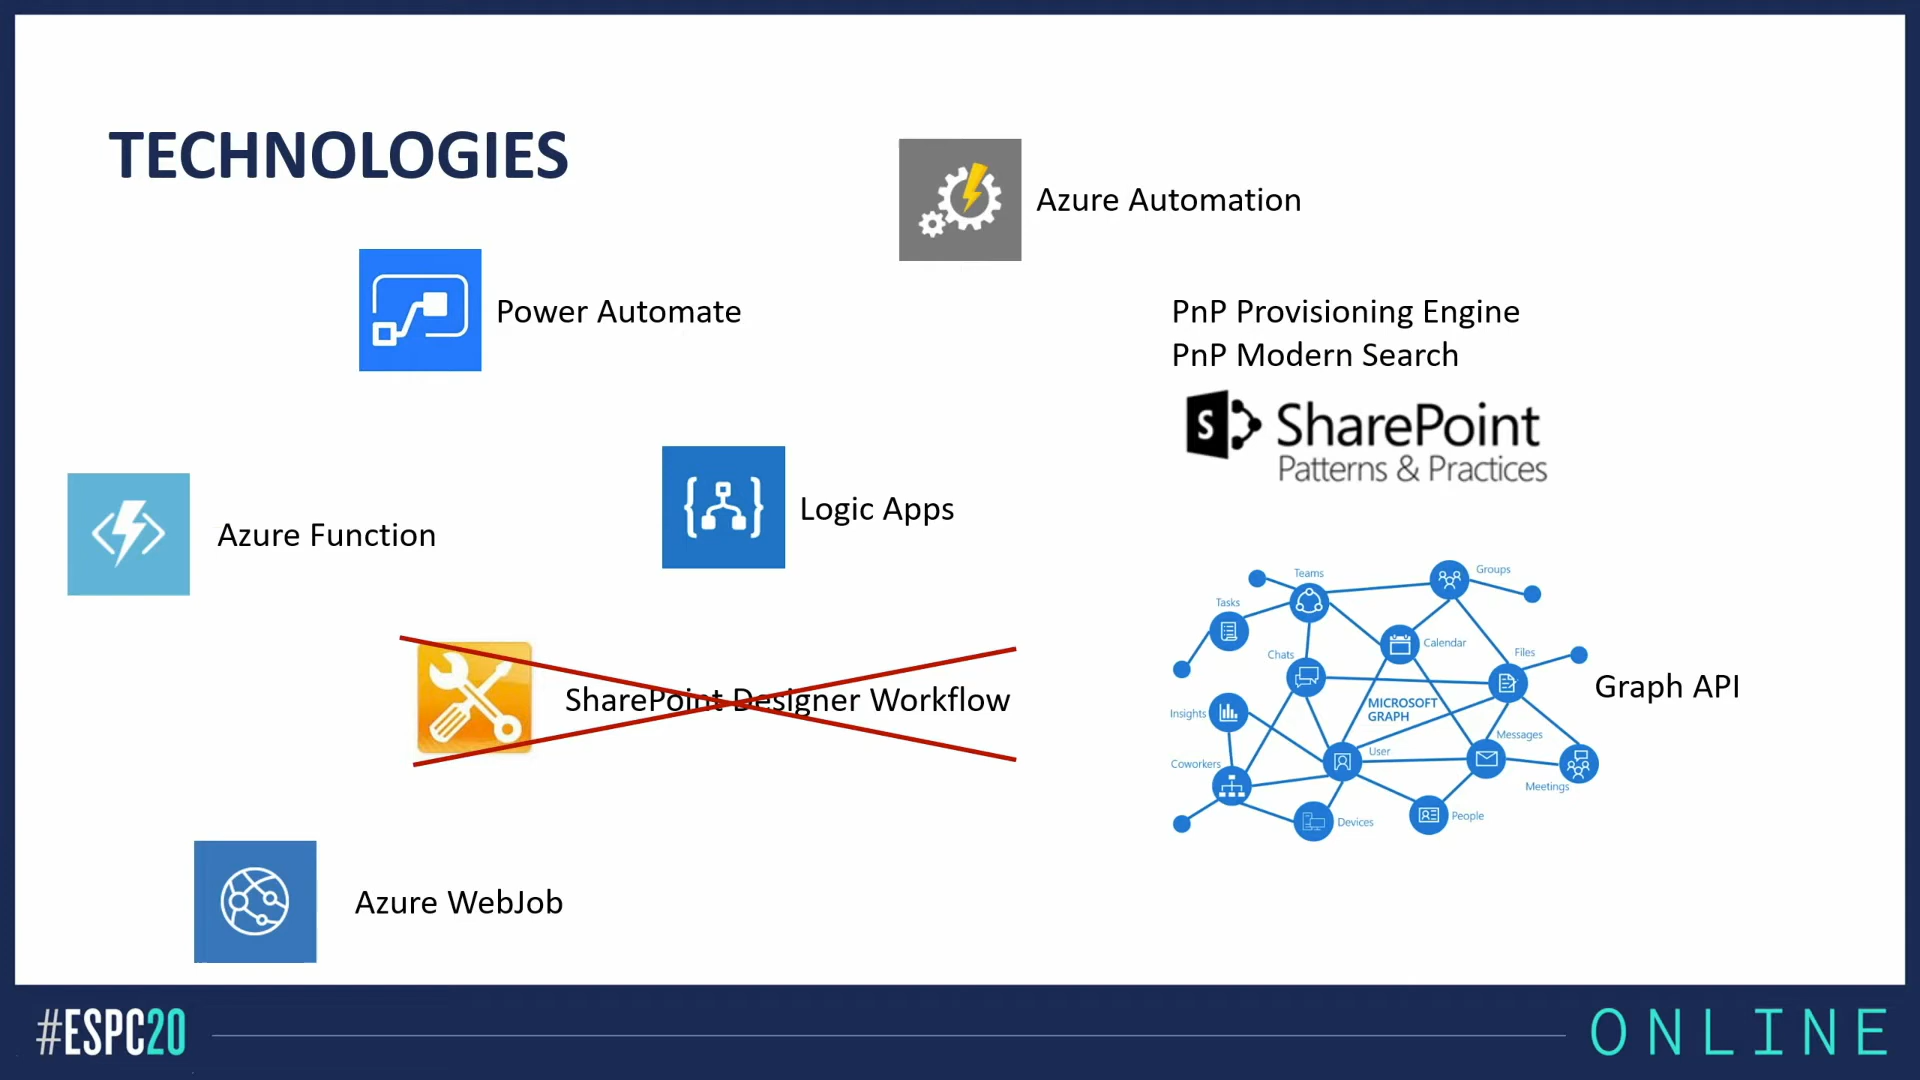 TECHNOLOGIES
Azure Automation
Power Automate
PnP Provisioning Engine
PnP Modern Search
S
SharePoint
Patterns & Practices
Azure Function
Logic Apps
Teams
Groups
Tasks
Calendar
Chats
Files
Graph API
SharePoint Designer Workflow
Insights
MICROSOFT
GRAPH
Messages
User
Coworkers
Meetings
Devices
People
Azure WebJob
#ESPC20
ONLINE